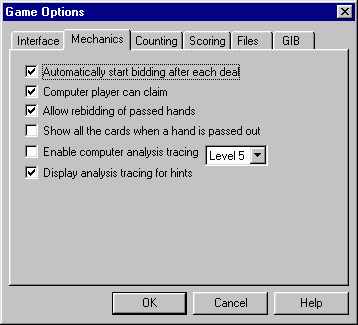 Game Options
Interface Mechanics Counting Scoring Files GIB
Automatically start bidding after each deal
Computer player can claim
Allow rebidding of passed hands
Show all the cards when a hand is passed out
Enable computer analysis tracing Level 5
Display analysis tracing for hints
OK Cancel Help